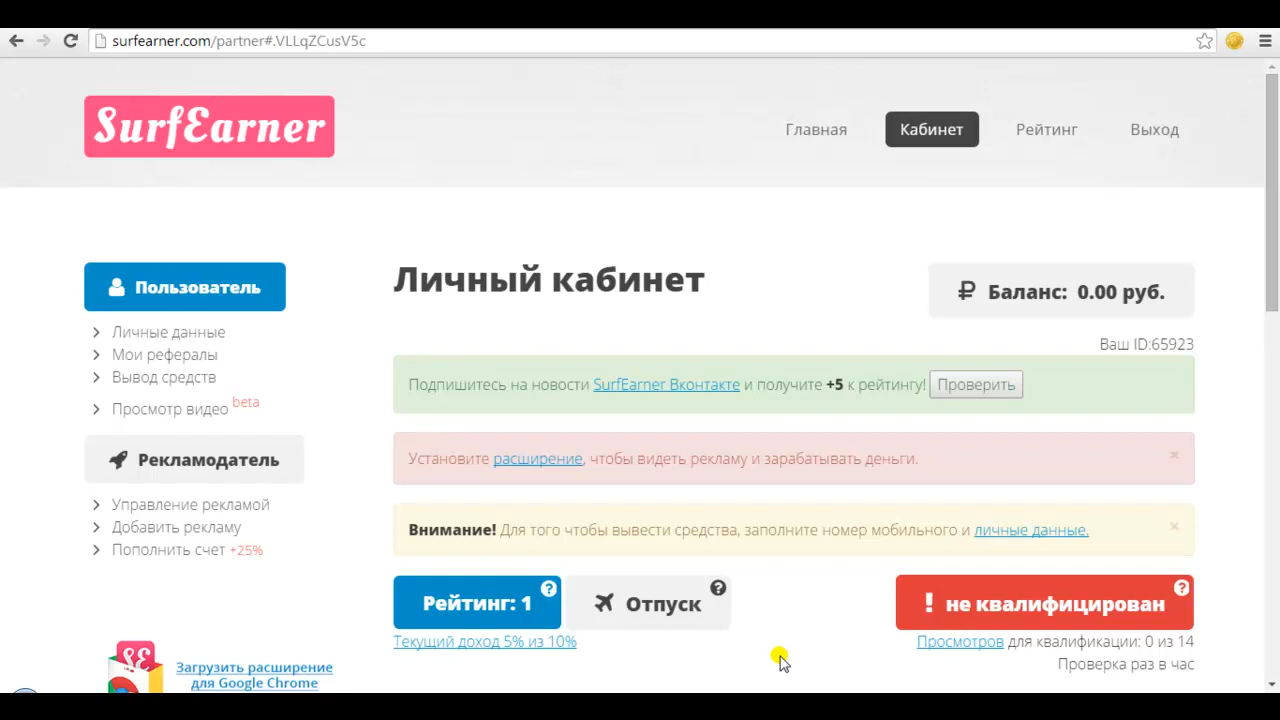 surfearner.com/partner#.VLLqZCusV5c
SurfEarner
Главная Кабинет Рейтинг Выход
Пользователь
Личные данные
Мои рефералы
Вывод средств
Просмотр видео beta
Рекламодатель
Управление рекламой
Добавить рекламу
Пополнить счет +25%
Загрузить расширение
для Google Chrome
Личный кабинет
Баланс: 0.00 руб.
Ваш ID:65923
Подпишитесь на новости SurfEarner Вконтакте и получите +5 к рейтингу! Проверить
Установите расширение, чтобы видеть рекламу и зарабатывать деньги.
Внимание! Для того чтобы вывести средства, заполните номер мобильного и личные данные.
Рейтинг: 1
Отпуск
! не квалифицирован
Текущий доход 5% из 10%
Просмотров для квалификации: 0 из 14
Проверка раз в час